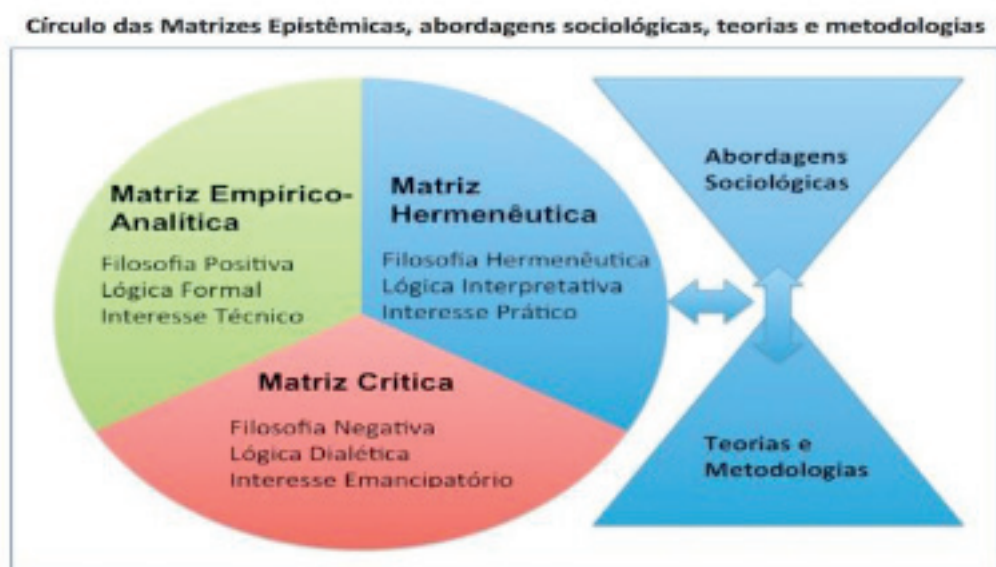 Círculo das Matrizes Epistêmicas, abordagens sociológicas, teorias e metodologias
Matriz Empírico-
Analítica
Filosofia Positiva
Lógica Formal
Interesse Técnico
Matriz
Hermenêutica
Filosofia Hermenêutica
Lógica Interpretativa
Interesse Prático
Matriz Crítica
Filosofia Negativa
Lógica Dialética
Interesse Emancipatório
Abordagens
Sociológicas
Teorias e
Metodologias